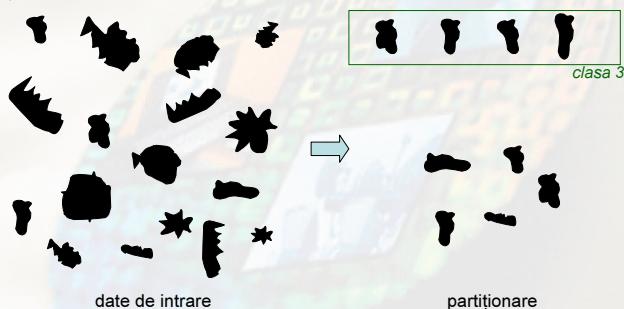 clasa 3
date de intrare
partiționare